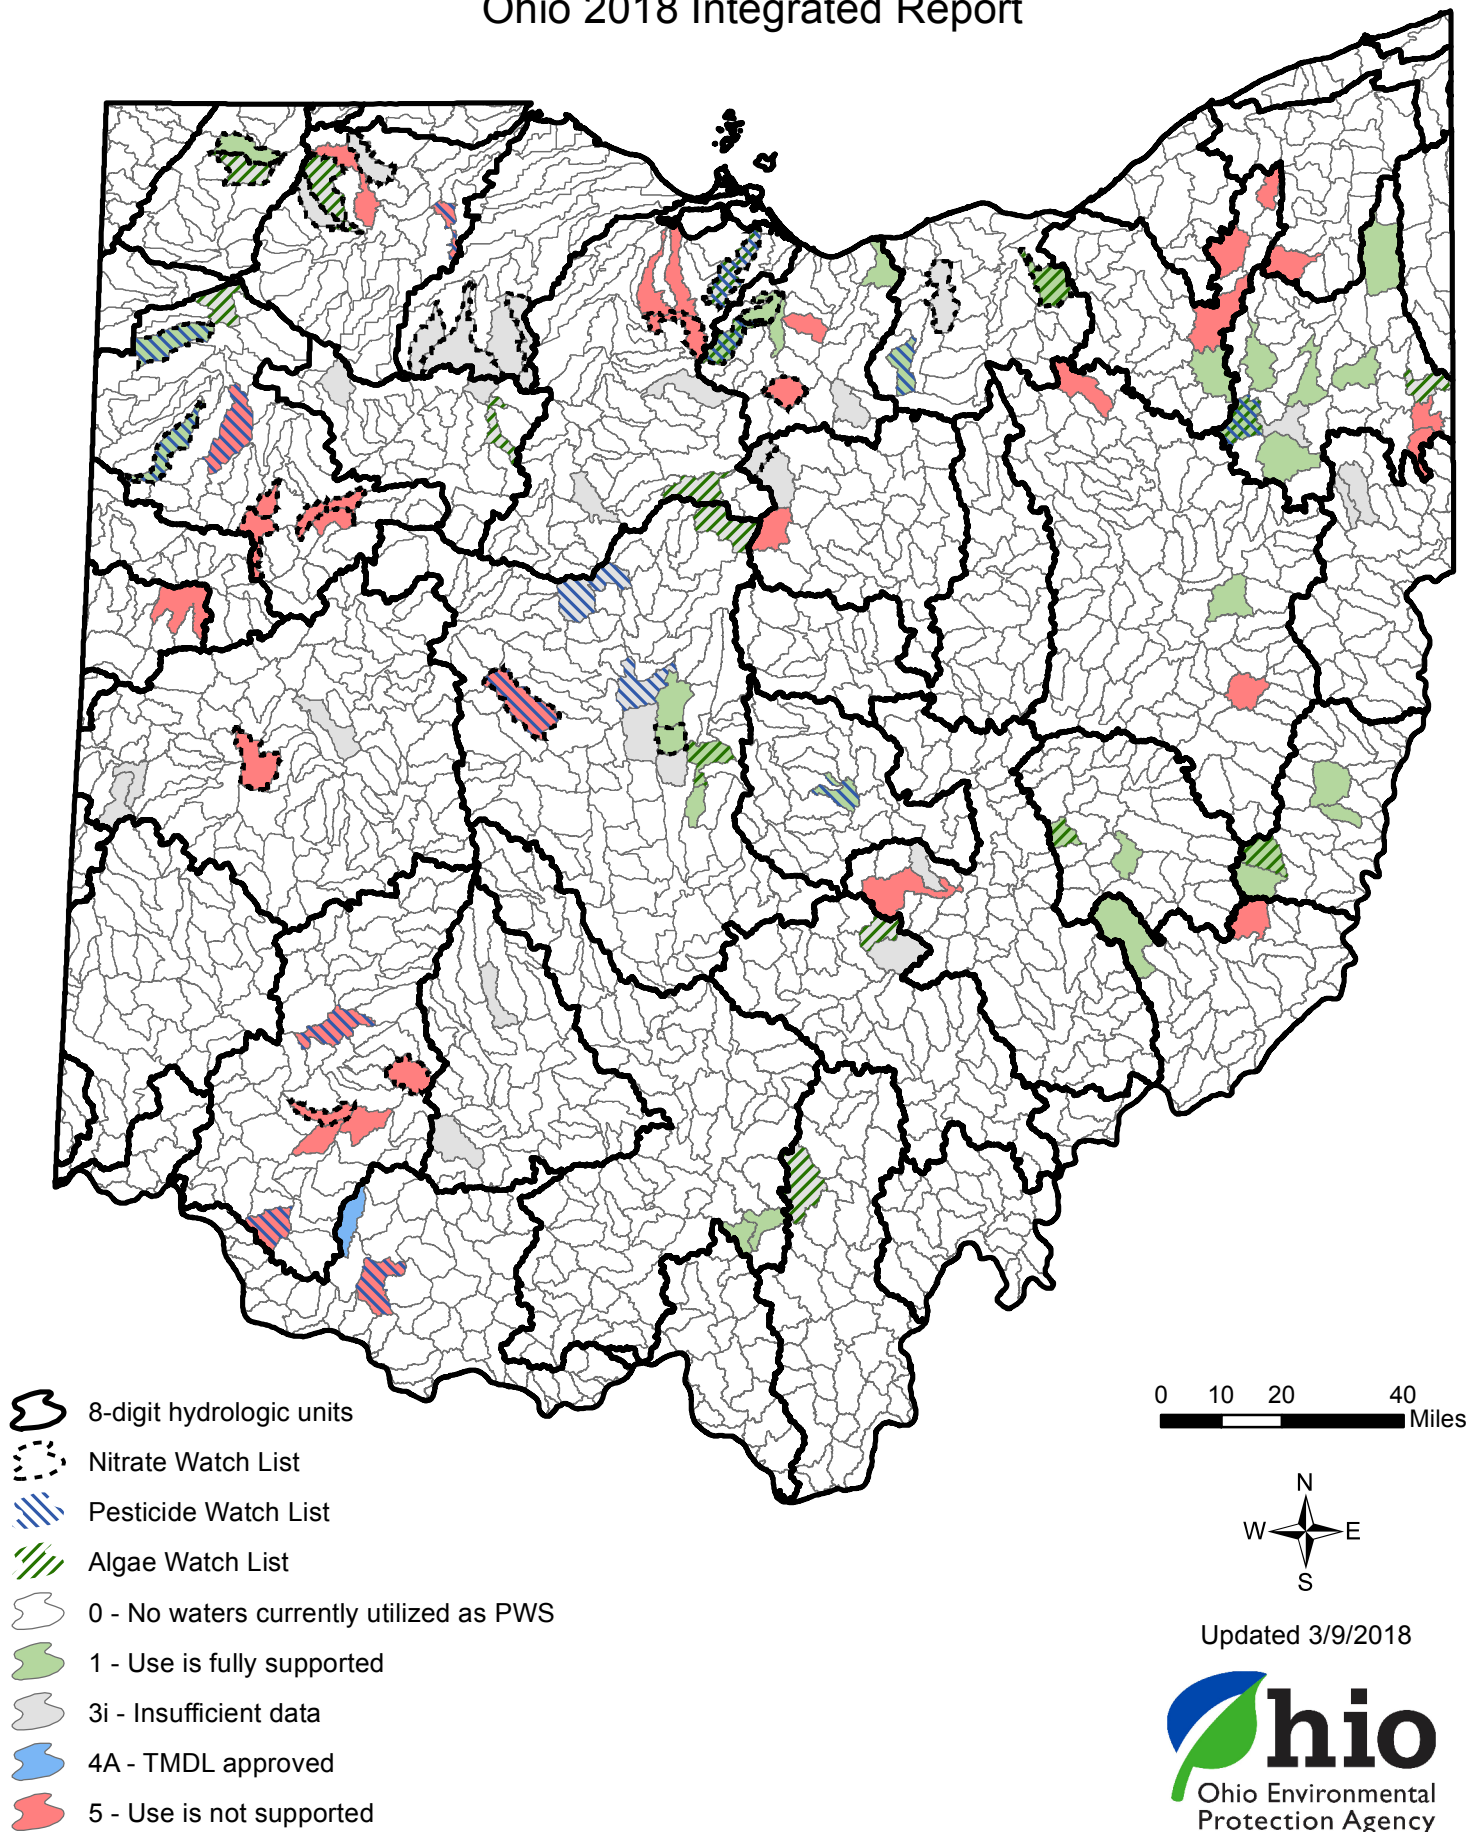 Ohio 2018 Integrated Report
8-digit hydrologic units
Nitrate Watch List
Pesticide Watch List
Algae Watch List
0 - No waters currently utilized as PWS
1 - Use is fully supported
3i - Insufficient data
4A - TMDL approved
5 - Use is not supported
0 10 20 40
Miles
N
W E
S
Updated 3/9/2018
Ohio
Ohio Environmental
Protection Agency